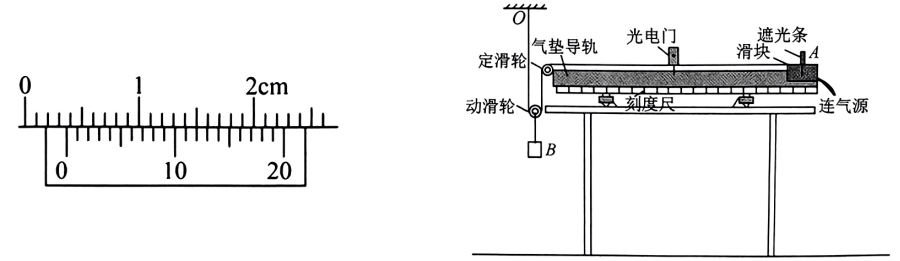 0 1 2cm
0 10 20
O
光电门
遮光条
气垫导轨
滑块
A
定滑轮
刻度尺
动滑轮
连气源
B